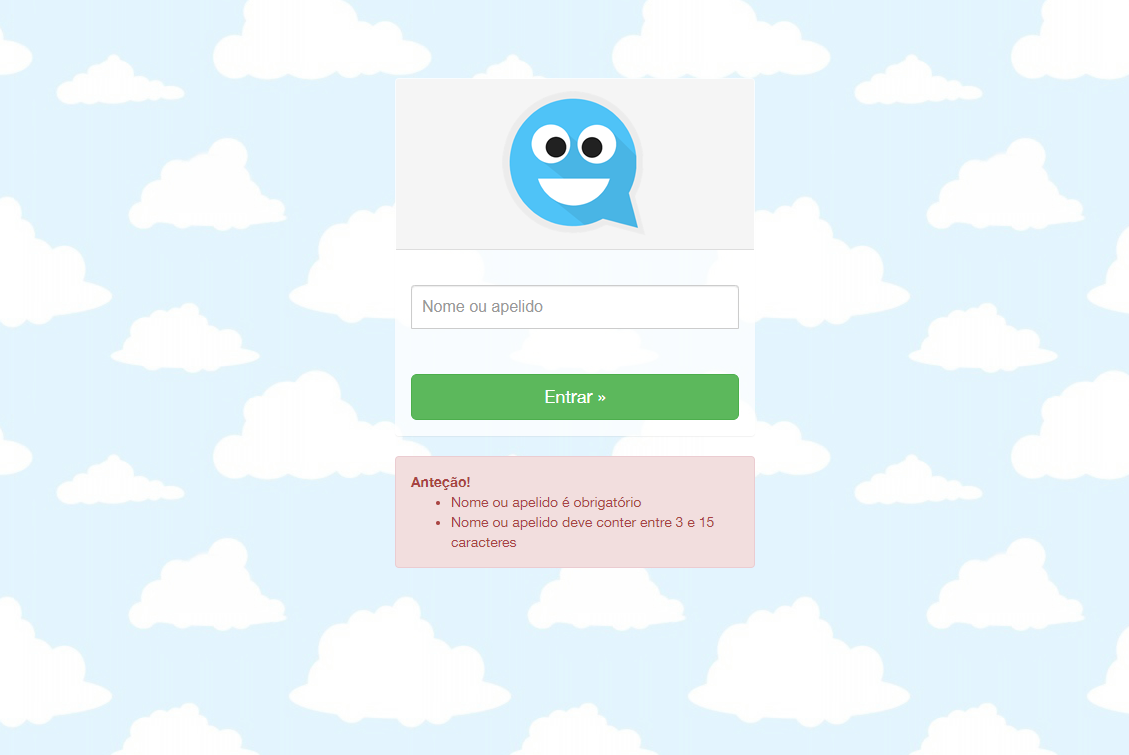 Nome ou apelido
Entrar »
Anteção!
• Nome ou apelido é obrigatório
• Nome ou apelido deve conter entre 3 e 15
caracteres